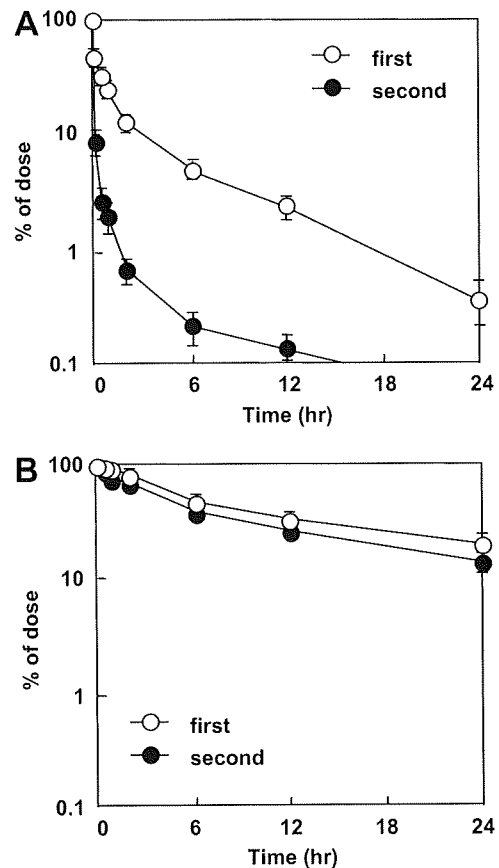 A
100
10
1
0.1
% of dose
first
second
0 6 12 18 24
Time (hr)
B
100
10
1
0.1
% of dose
first
second
0 6 12 18 24
Time (hr)